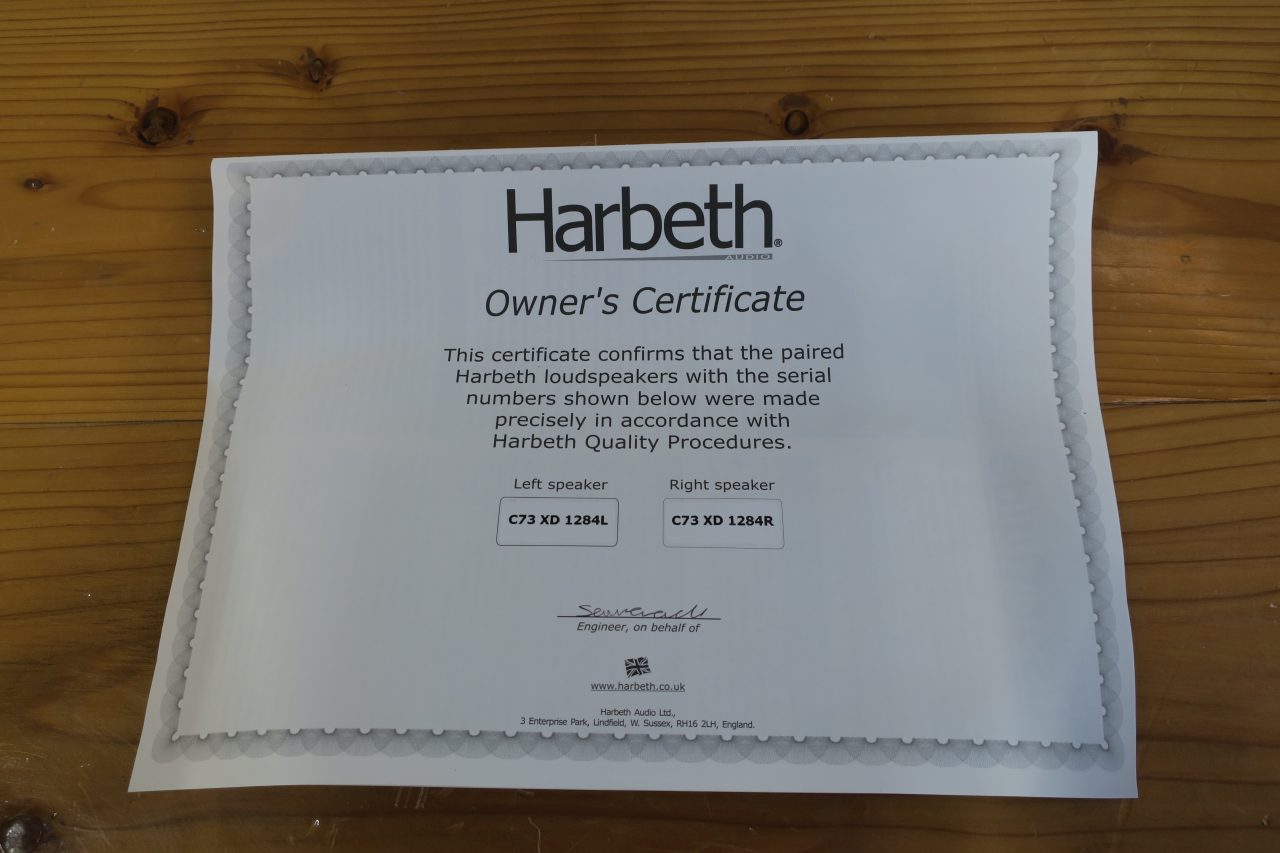 Harbeth®
AUDIO
Owner's Certificate
This certificate confirms that the paired
Harbeth loudspeakers with the serial
numbers shown below were made
precisely in accordance with
Harbeth Quality Procedures.
Left speaker Right speaker
C73 XD 1284L C73 XD 1284R
Engineer, on behalf of
www.harbeth.co.uk
Harbeth Audio Ltd.,
3 Enterprise Park, Lindfield, W. Sussex, RH16 2LH, England.